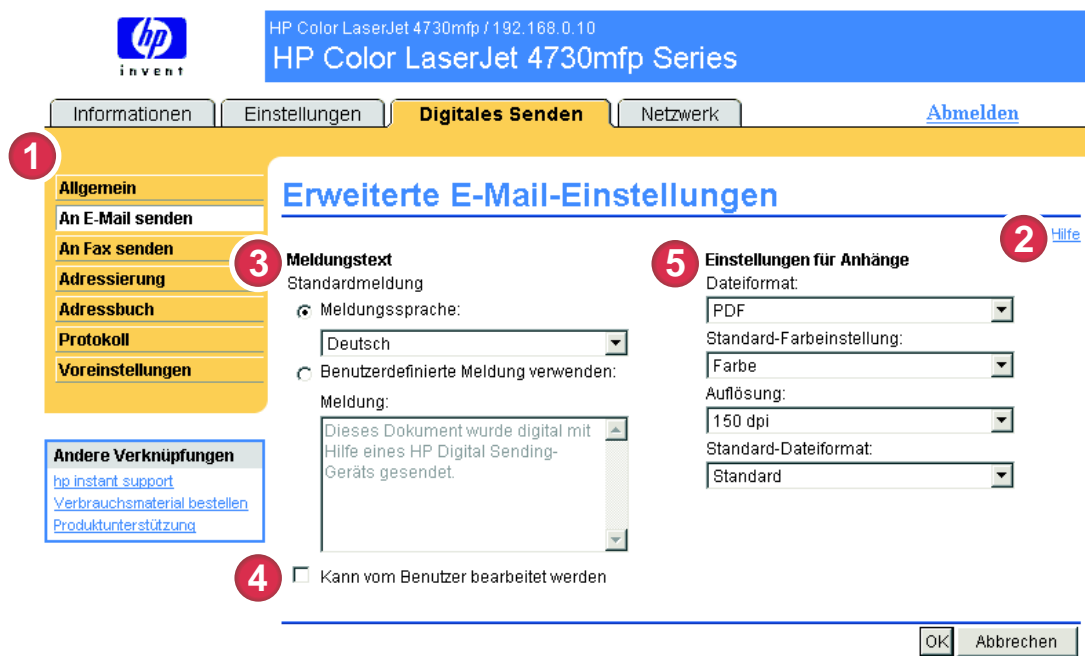 hp
invent
HP Color LaserJet 4730mfp / 192.168.0.10
HP Color LaserJet 4730mfp Series
Informationen
Einstellungen
Digitales Senden
Netzwerk
Abmelden
1
Allgemein
An E-Mail senden
An Fax senden
Adressierung
Adressbuch
Protokoll
Voreinstellungen
Andere Verknüpfungen
hp instant support
Verbrauchsmaterial bestellen
Produktunterstützung
Erweiterte E-Mail-Einstellungen
2
Hilfe
3
Meldungstext
Standardmeldung
Meldungssprache:
Deutsch
Benutzerdefinierte Meldung verwenden:
Meldung:
Dieses Dokument wurde digital mit
Hilfe eines HP Digital Sending-
Geräts gesendet.
4
Kann vom Benutzer bearbeitet werden
5
Einstellungen für Anhänge
Dateiformat:
PDF
Standard-Farbeinstellung:
Farbe
Auflösung:
150 dpi
Standard-Dateiformat:
Standard
OK
Abbrechen